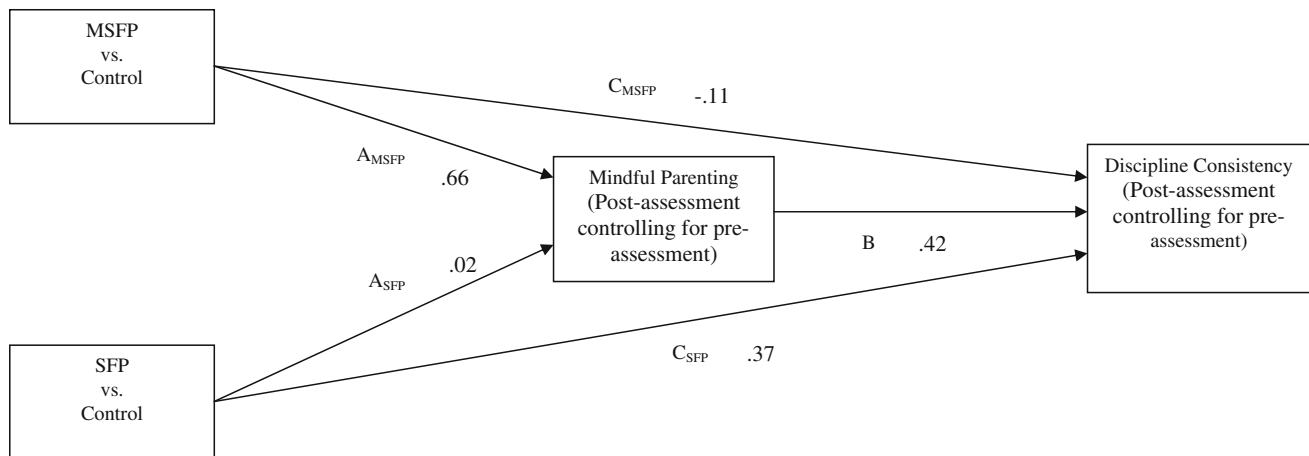 MSFP
vs.
Control
C_MSFP -.11
A_MSFP .66
Mindful Parenting
(Post-assessment
controlling for pre-
assessment)
Discipline Consistency
(Post-assessment
controlling for pre-
assessment)
B .42
A_SFP .02
C_SFP .37
SFP
vs.
Control